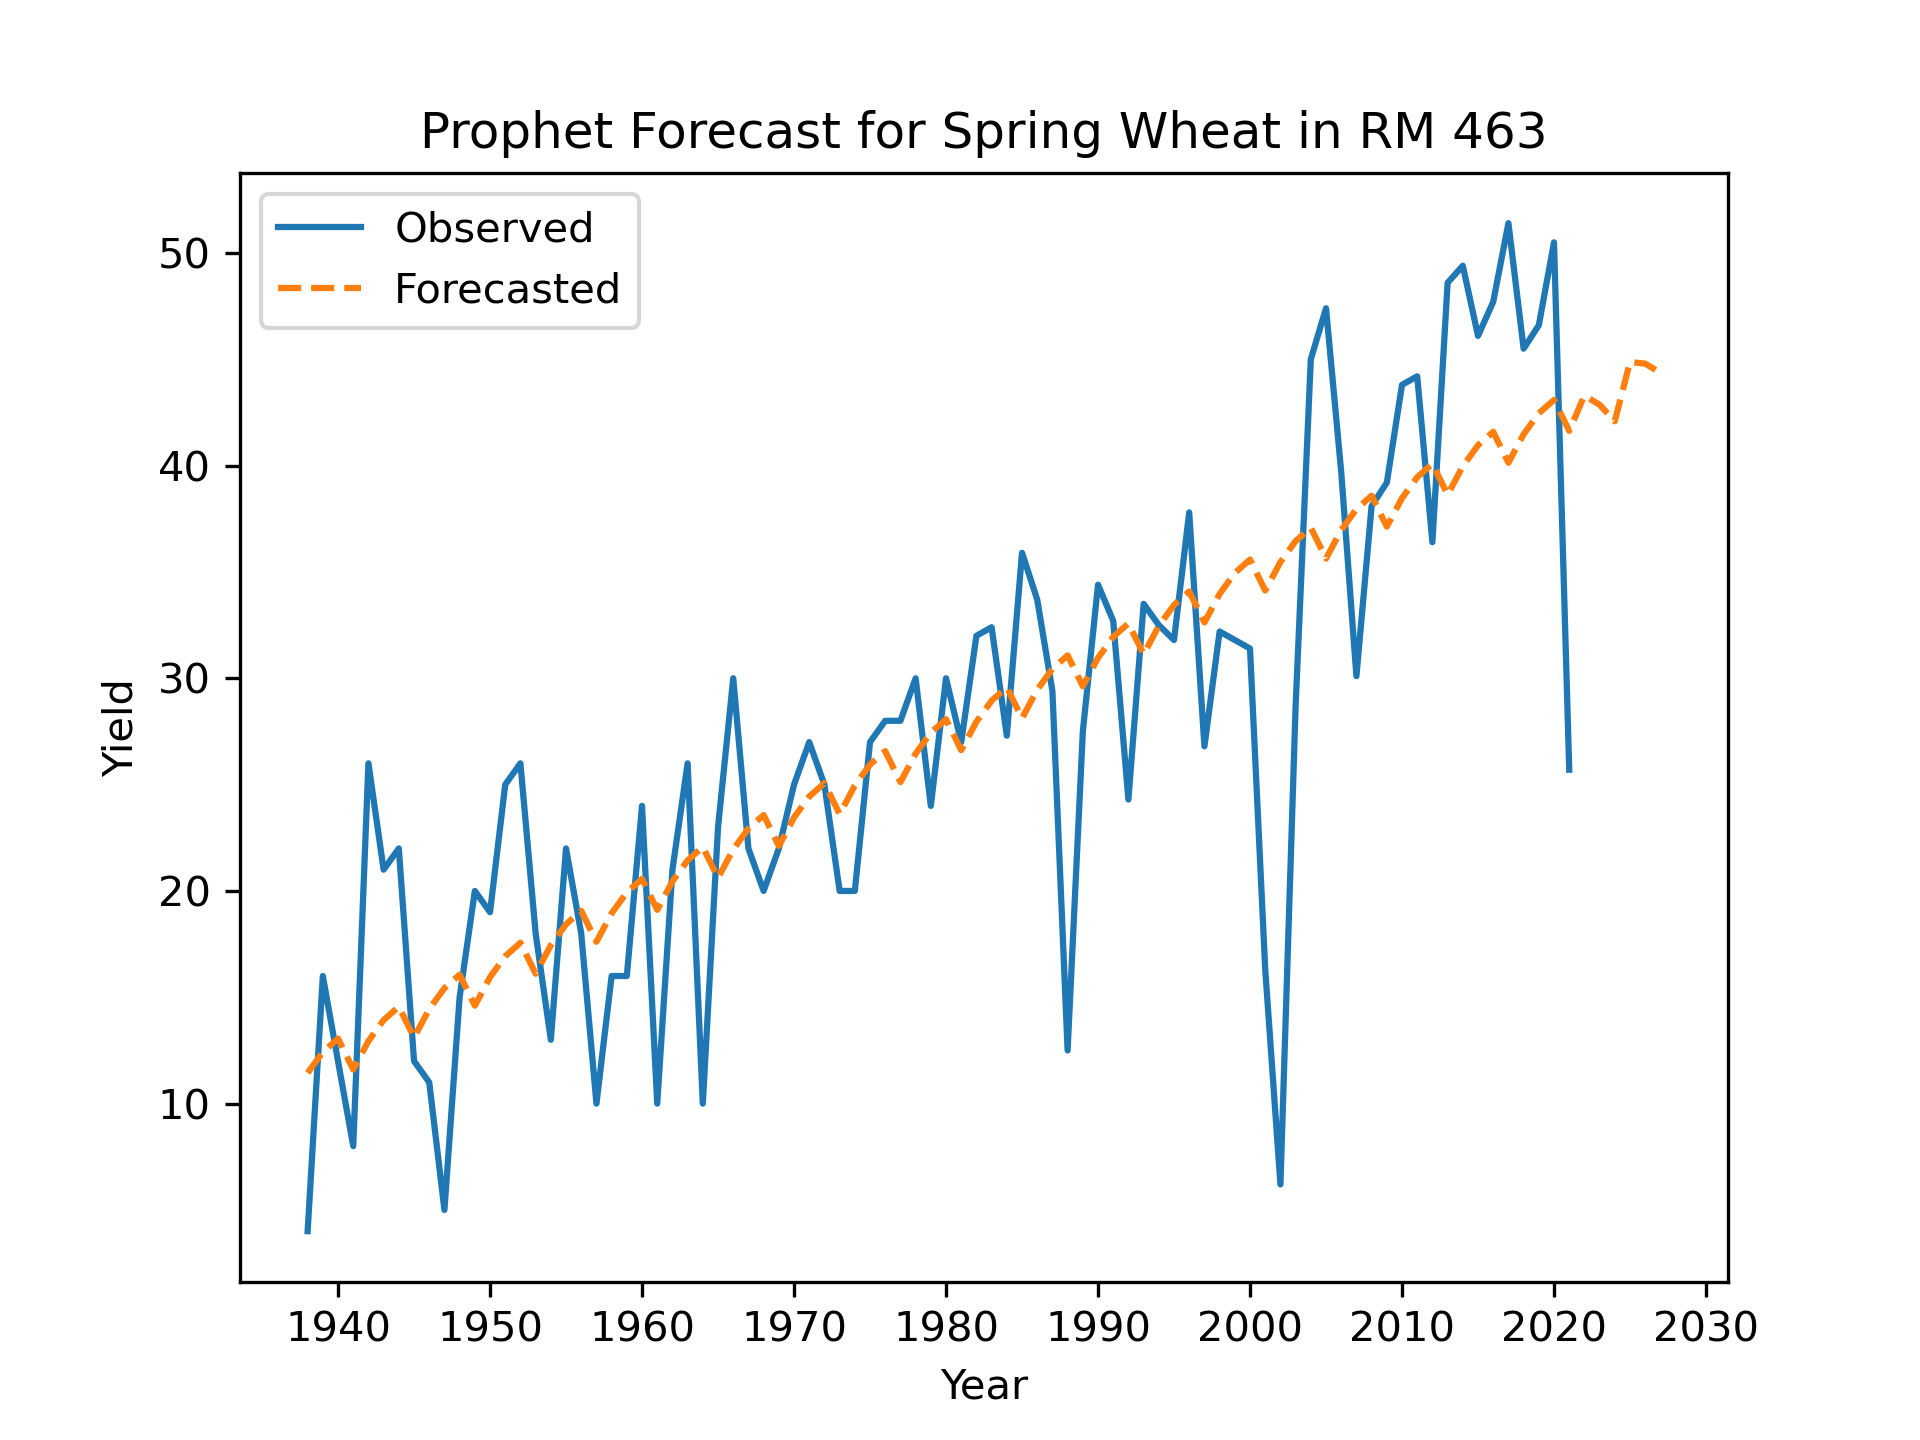 Prophet Forecast for Spring Wheat in RM 463
Observed
Forecasted
50
40
30
20
10
Yield
1940 1950 1960 1970 1980 1990 2000 2010 2020 2030
Year